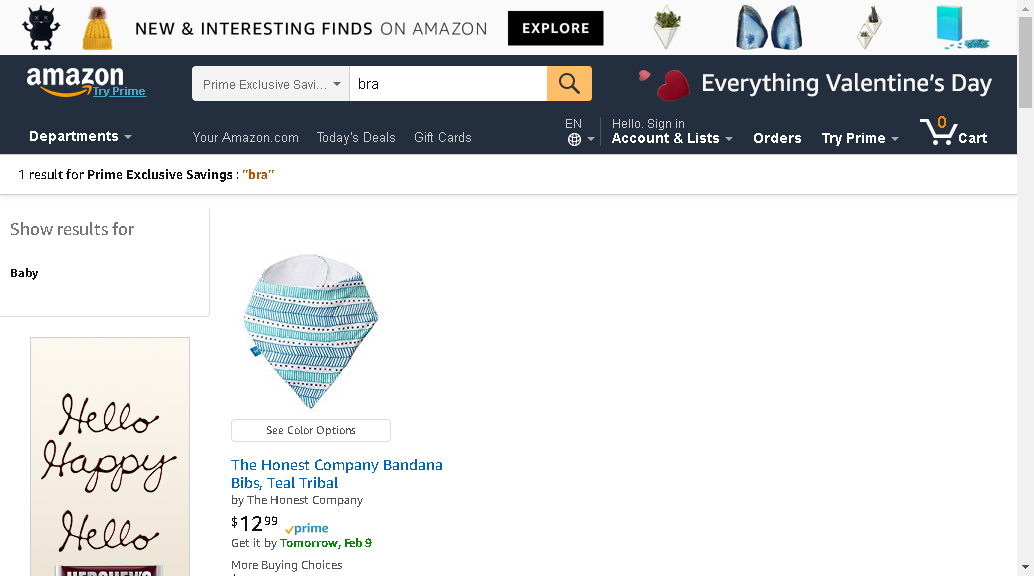 NEW & INTERESTING FINDS ON AMAZON EXPLORE
amazon
Try Prime
Prime Exclusive Savi... bra
Everything Valentine's Day
Departments
Your Amazon.com Today's Deals Gift Cards
EN
Hello. Sign in
Account & Lists
Orders
Try Prime
0
Cart
1 result for Prime Exclusive Savings : "bra"
Show results for
Baby
Hello
Happy
Hello
HERSHEY'S
See Color Options
The Honest Company Bandana
Bibs, Teal Tribal
by The Honest Company
$12 99 prime
Get it by Tomorrow, Feb 9
More Buying Choices